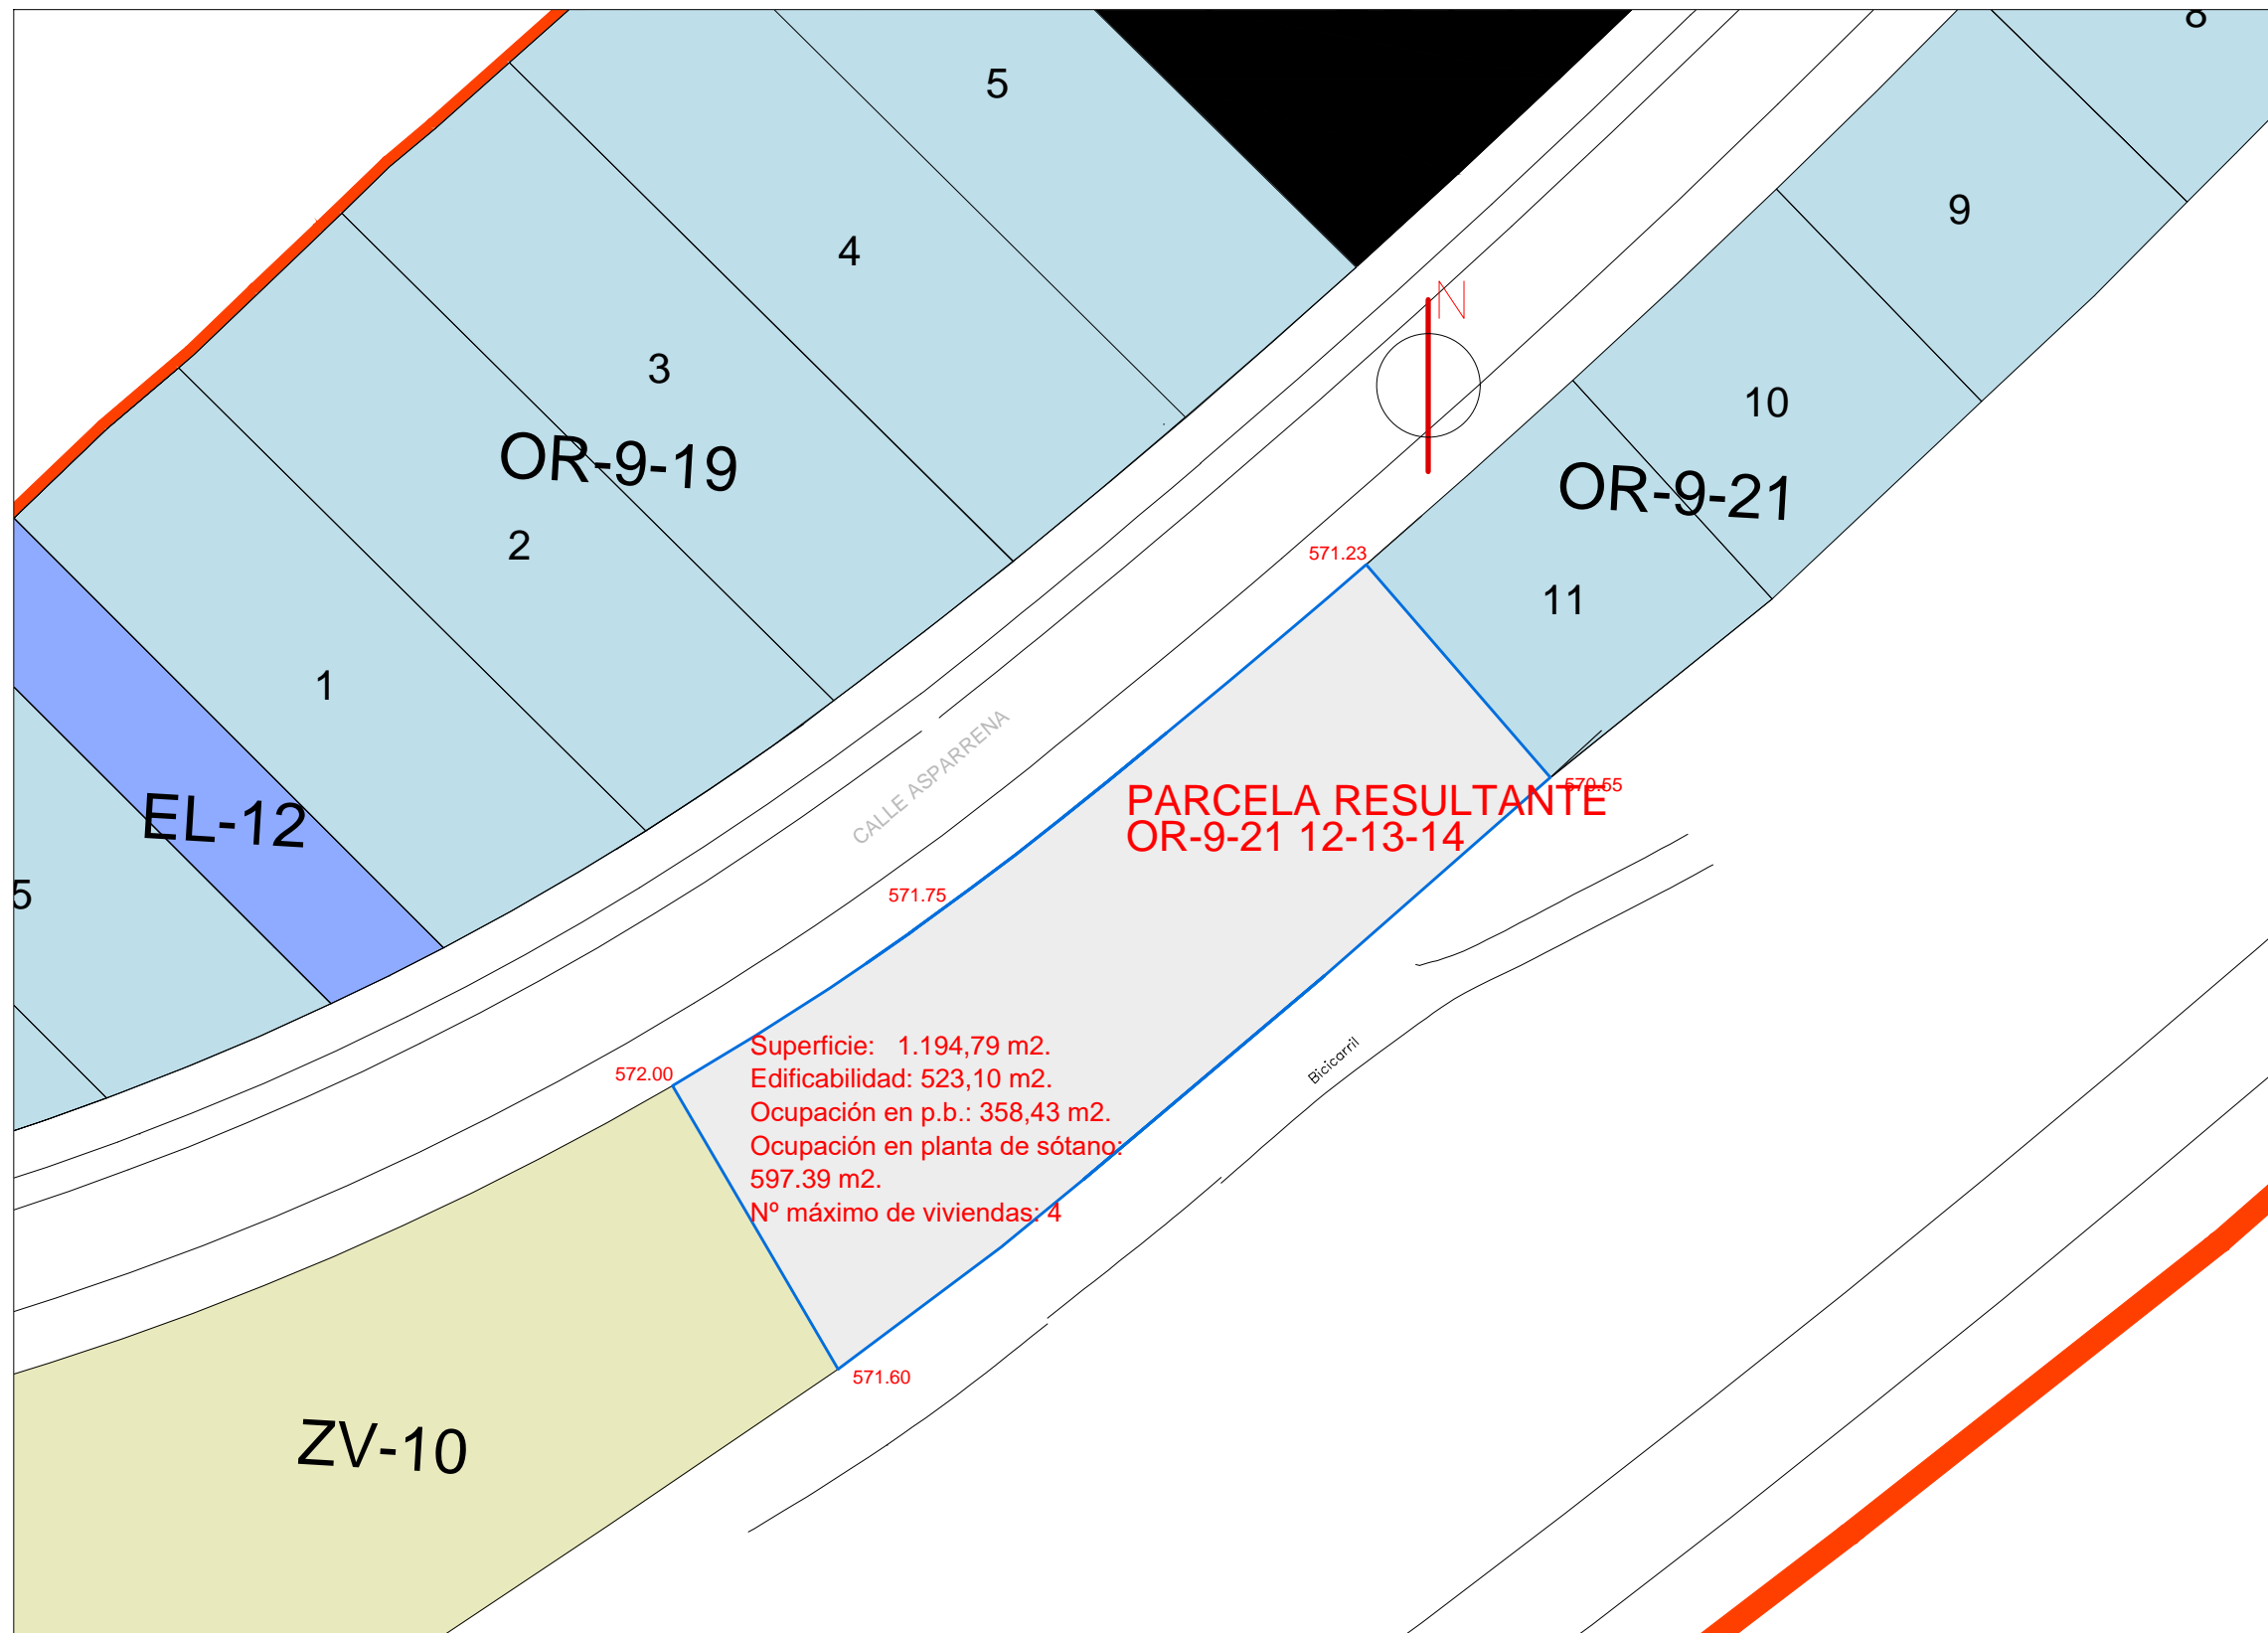 8
5
9
4
N
3
10
OR-9-19
OR-9-21
2
571.23
11
1
CALLE ASPARRENA
570.55
PARCELA RESULTANTE
OR-9-21 12-13-14
EL-12
5
571.75
Superficie: 1.194,79 m2.
Edificabilidad: 523,10 m2.
Ocupación en p.b.: 358,43 m2.
Ocupación en planta de sótano:
597.39 m2.
Nº máximo de viviendas: 4
572.00
Bicicarril
571.60
ZV-10